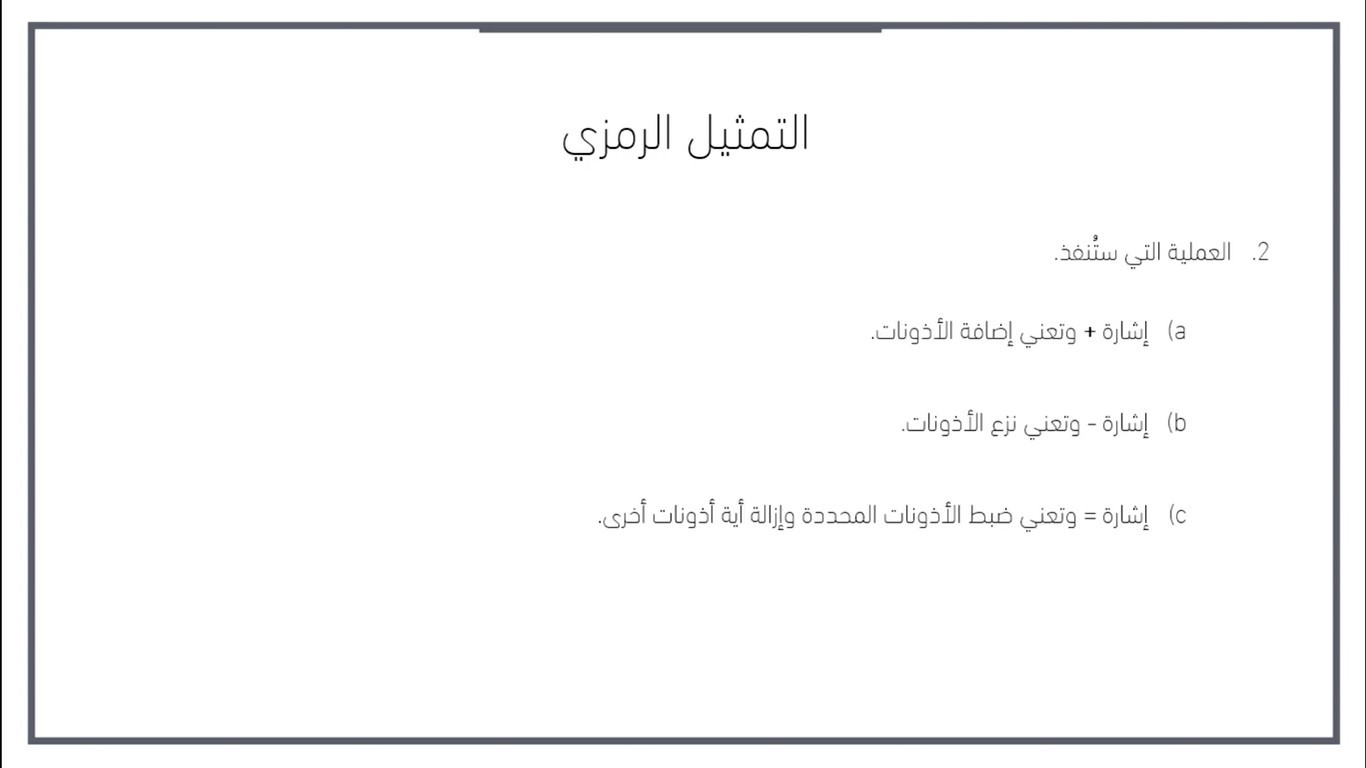 التمثيل الرمزي
2. العملية التي ستُنفذ.
a) إشارة + وتعني إضافة الأذونات.
b) إشارة - وتعني نزع الأذونات.
c) إشارة = وتعني ضبط الأذونات المحددة وإزالة أية أذونات أخرى.